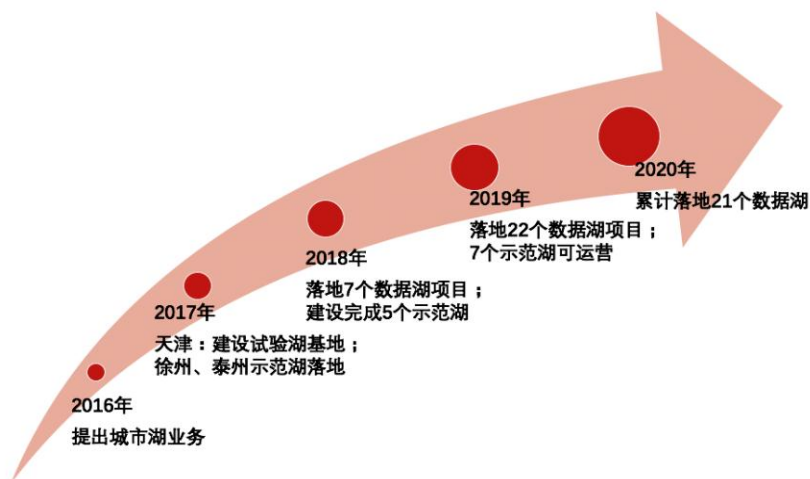 2016年
提出城市湖业务
2017年
天津：建设试验湖基地；
徐州、泰州示范湖落地
2018年
落地7个数据湖项目；
建设完成5个示范湖
2019年
落地22个数据湖项目；
7个示范湖可运营
2020年
累计落地21个数据湖